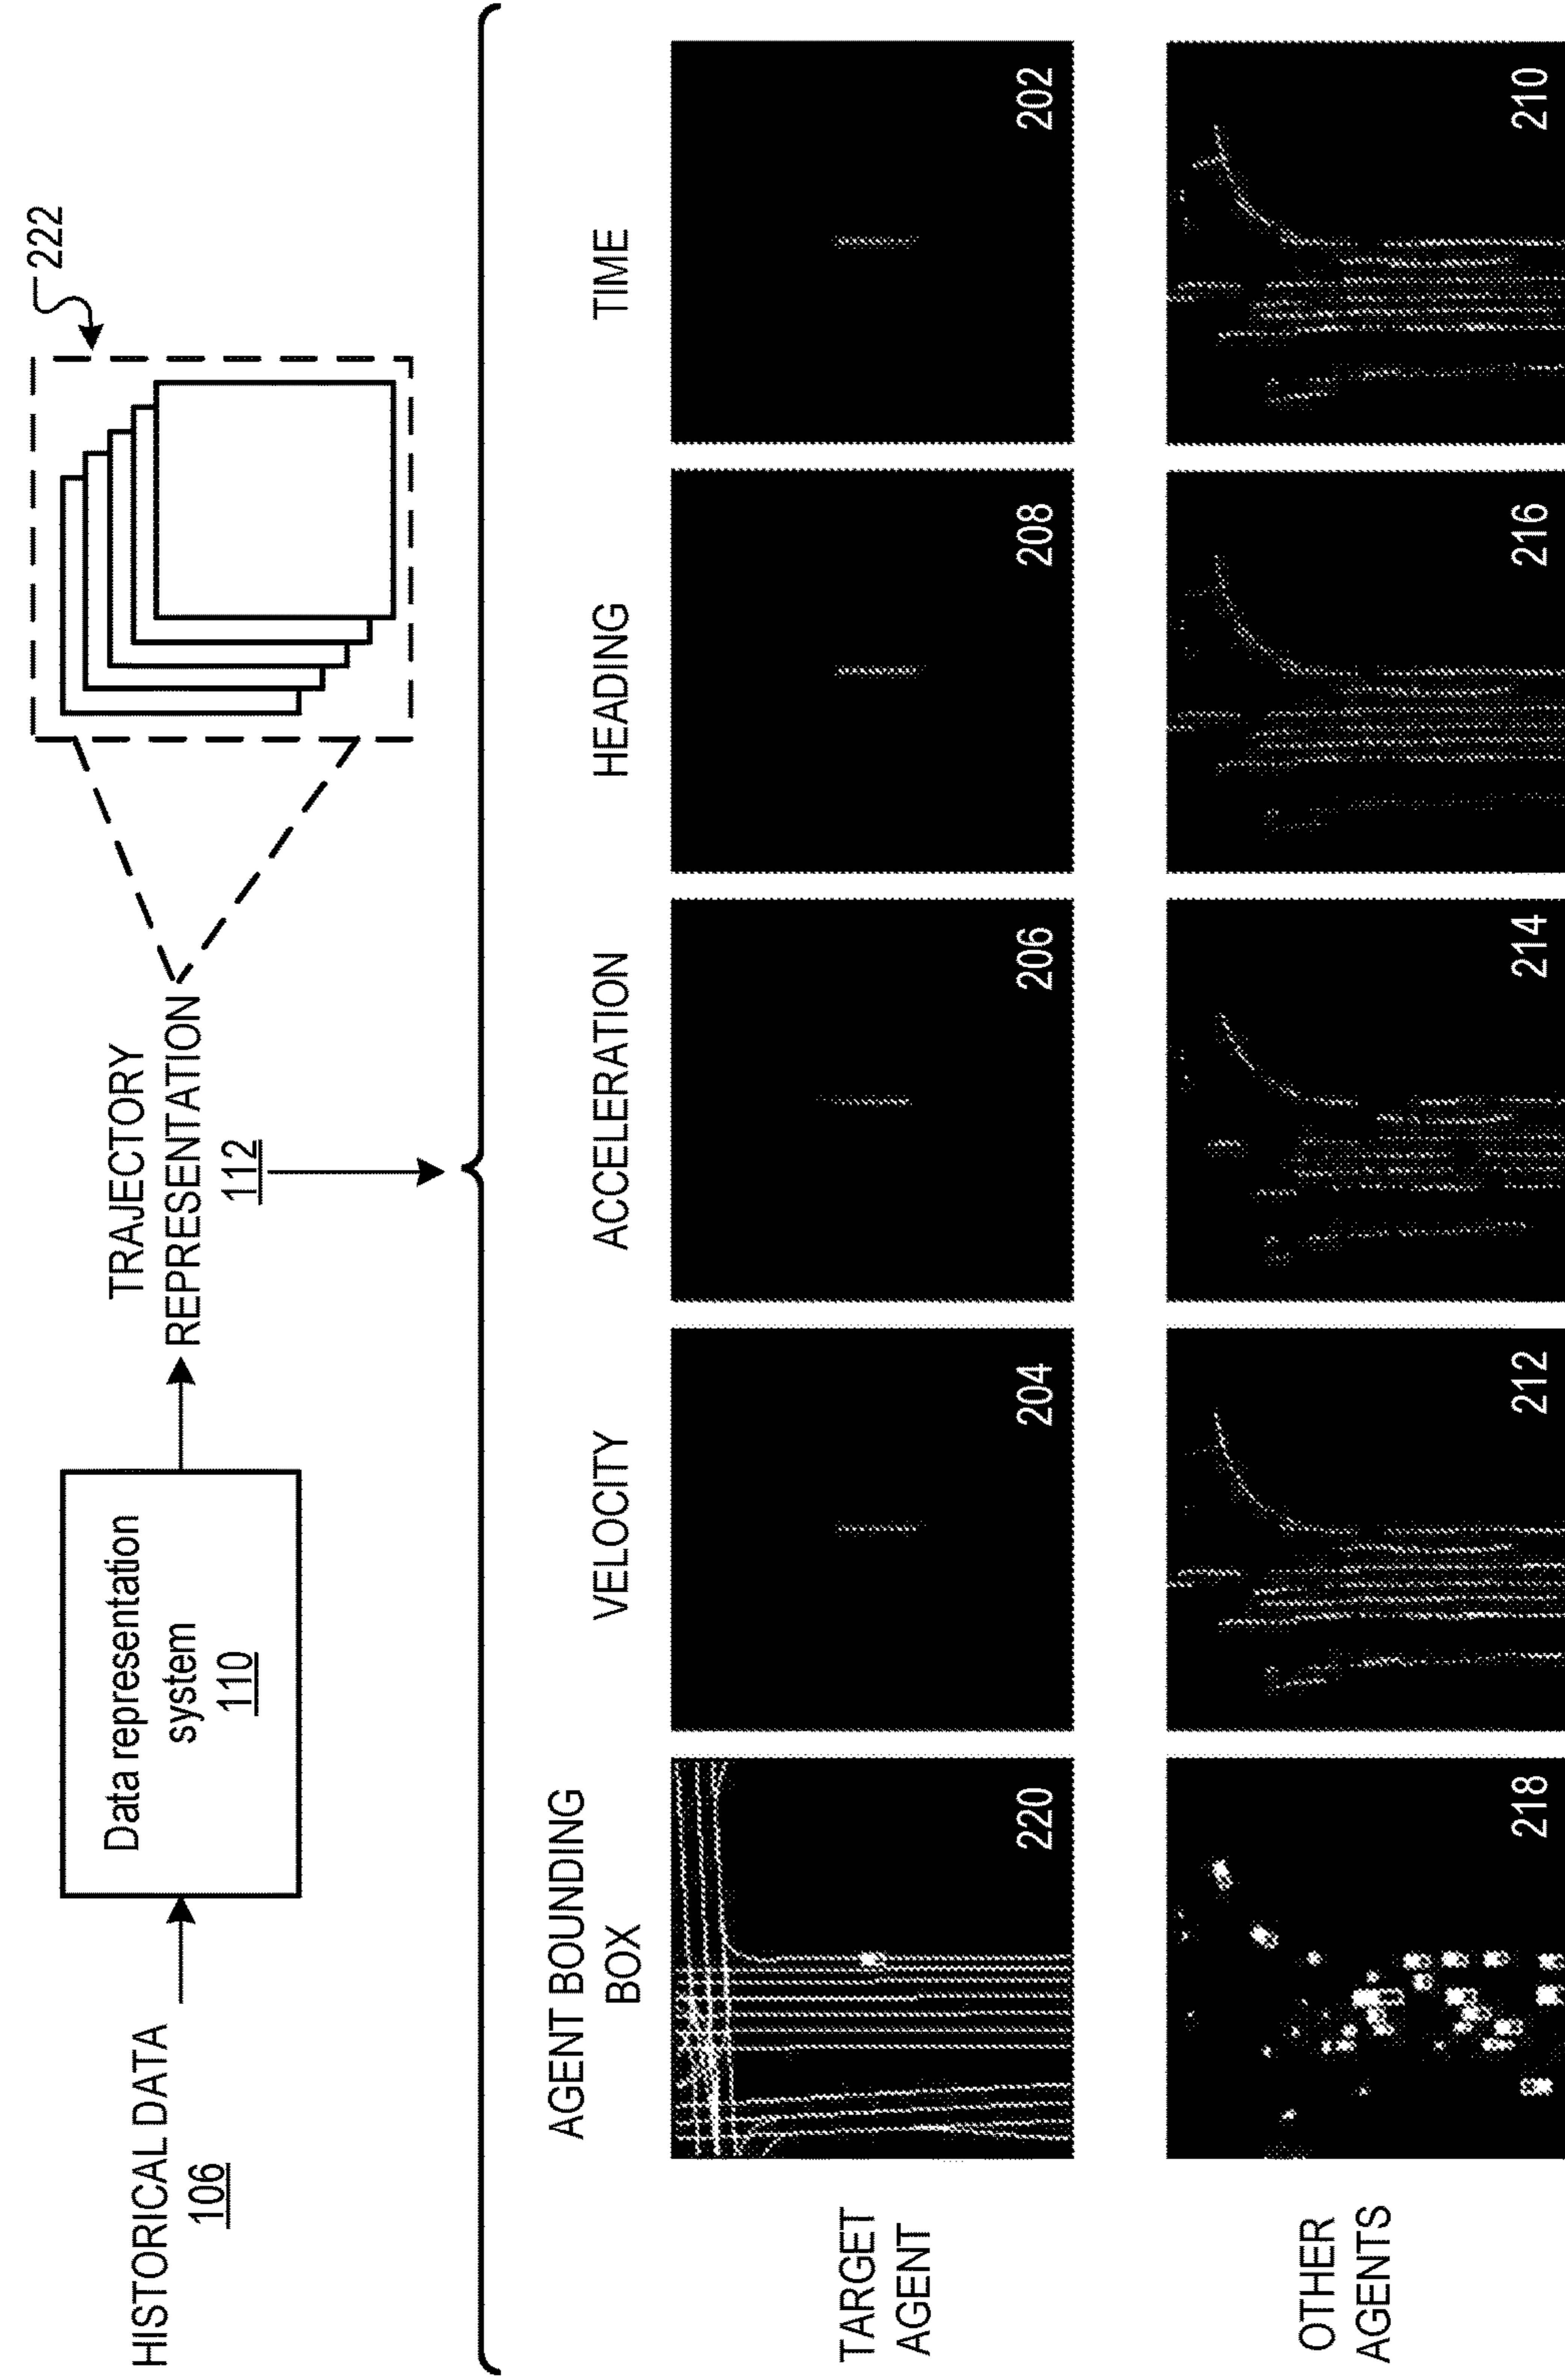 HISTORICAL DATA
106
Data representation
system
110
TRAJECTORY
REPRESENTATION
112
222
AGENT BOUNDING
BOX
VELOCITY
ACCELERATION
HEADING
TIME
TARGET
AGENT
220
204
206
208
202
OTHER
AGENTS
218
212
214
216
210